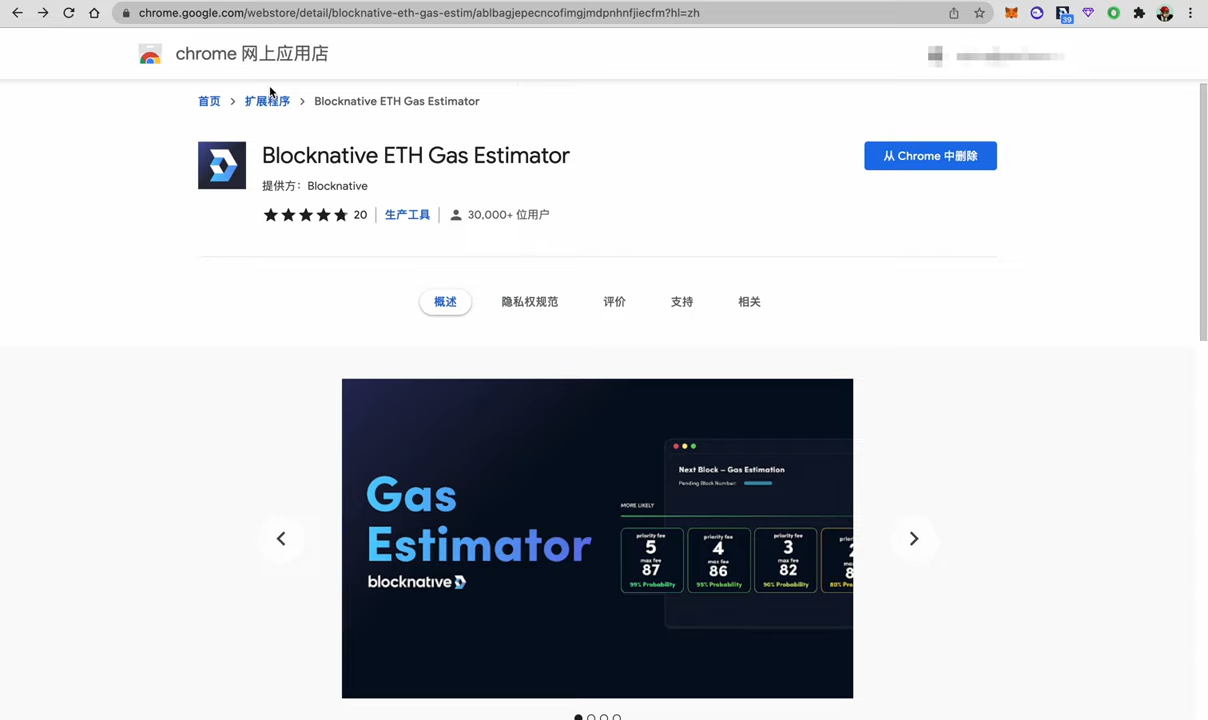 chrome.google.com/webstore/detail/blocknative-eth-gas-estim/ablbagjepecncofimgjmdpnhnfjiecfm?hl=zh
39
chrome 网上应用店
首页 > 扩展程序 > Blocknative ETH Gas Estimator
Blocknative ETH Gas Estimator
从 Chrome 中删除
提供方： Blocknative
20 生产工具 30,000+ 位用户
概述 隐私权规范 评价 支持 相关
Gas
Estimator
blocknative
Next Block – Gas Estimation
Pending Block Number:
MORE LIKELY
priority fee priority fee priority fee
5 4 3 2
max fee max fee max fee
87 86 82 8
99% Probability 95% Probability 90% Probability 80% Pro